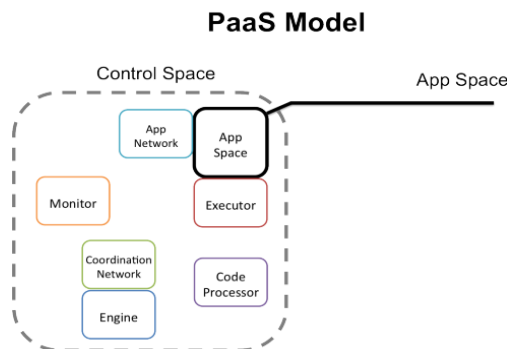 PaaS Model
Control Space
App Space
App
Network
App
Space
Monitor
Executor
Coordination
Network
Code
Processor
Engine